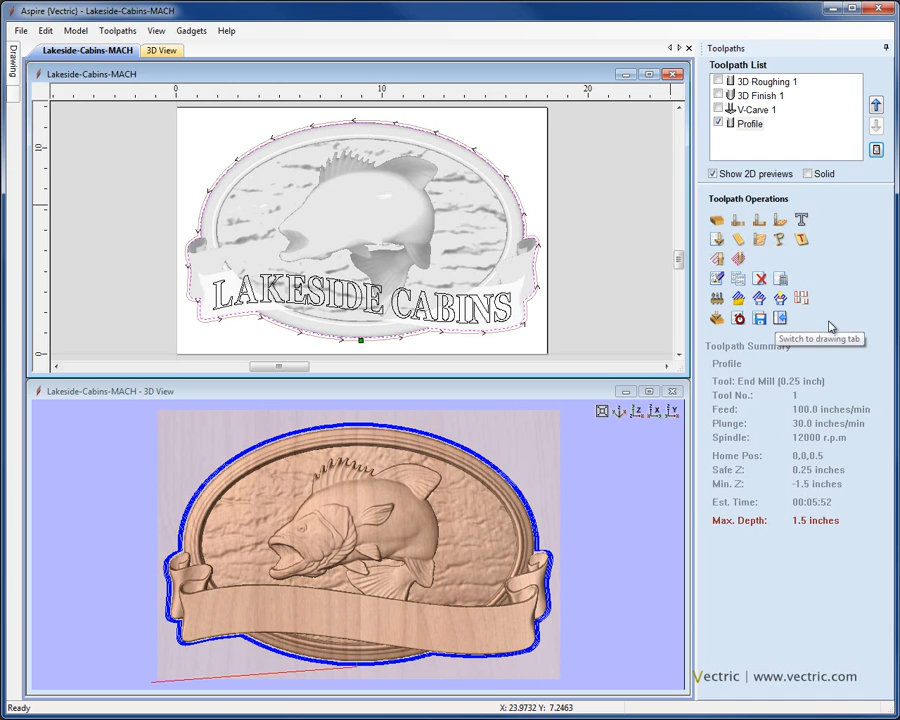 Aspire {Vectric} - Lakeside-Cabins-MACH
File Edit Model Toolpaths View Gadgets Help
Drawing
Lakeside-Cabins-MACH 3D View
Lakeside-Cabins-MACH
0 10 20
10
0
LAKESIDE CABINS
Lakeside-Cabins-MACH - 3D View
Z X Y
Toolpaths
Toolpath List
3D Roughing 1
3D Finish 1
V-Carve 1
Profile
Show 2D previews Solid
Toolpath Operations
Switch to drawing tab
Toolpath Summary
Profile
Tool: End Mill (0.25 inch)
Tool No.: 1
Feed: 100.0 inches/min
Plunge: 30.0 inches/min
Spindle: 12000 r.p.m
Home Pos: 0,0,0.5
Safe Z: 0.25 inches
Min. Z: -1.5 inches
Est. Time: 00:05:52
Max. Depth: 1.5 inches
Vectric | www.vectric.com
Ready X: 23.9732 Y: 7.2463